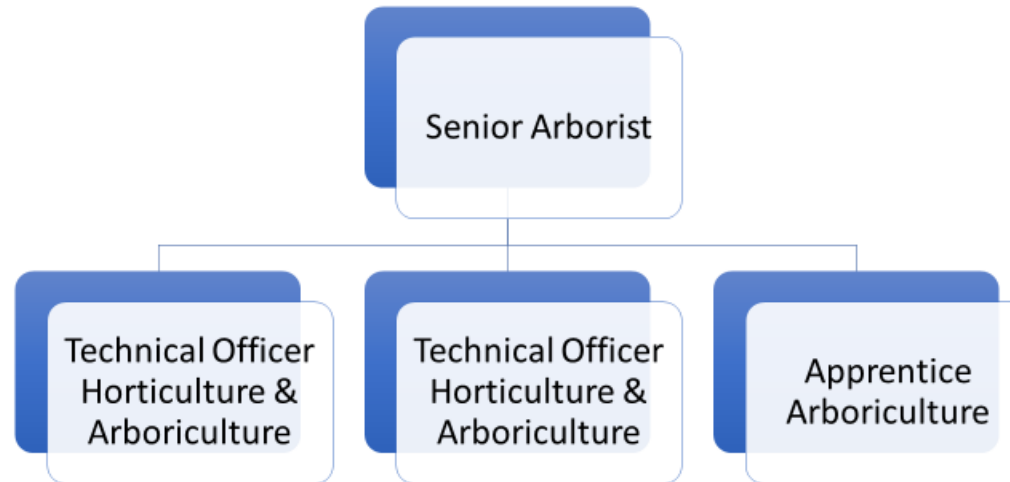 Senior Arborist
Technical Officer
Horticulture &
Arboriculture
Technical Officer
Horticulture &
Arboriculture
Apprentice
Arboriculture